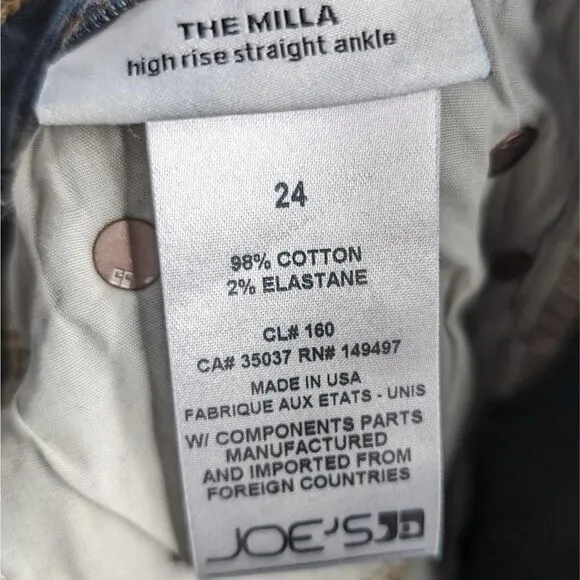 THE MILLA
high rise straight ankle
24
98% COTTON
2% ELASTANE
CL# 160
CA# 35037 RN# 149497
MADE IN USA
FABRIQUE AUX ETATS - UNIS
W/ COMPONENTS PARTS
MANUFACTURED
AND IMPORTED FROM
FOREIGN COUNTRIES
JOE'S